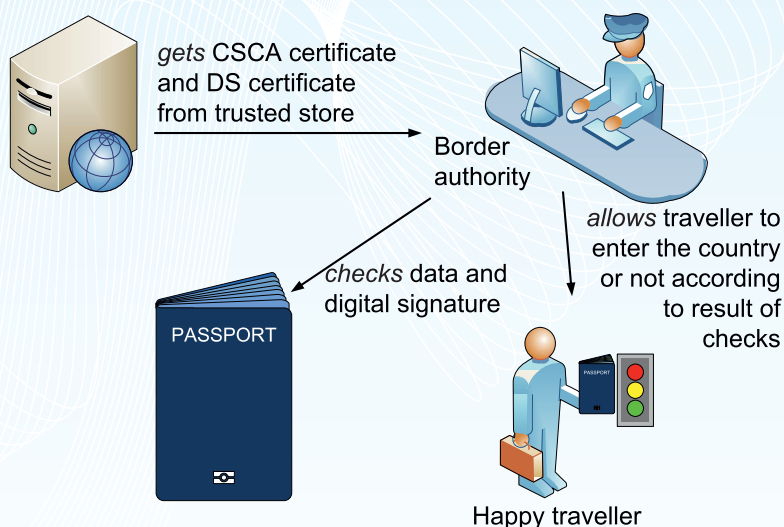 gets CSCA certificate
and DS certificate
from trusted store
Border
authority
allows traveller to
enter the country
or not according
to result of
checks
checks data and
digital signature
PASSPORT
PASSPORT
Happy traveller